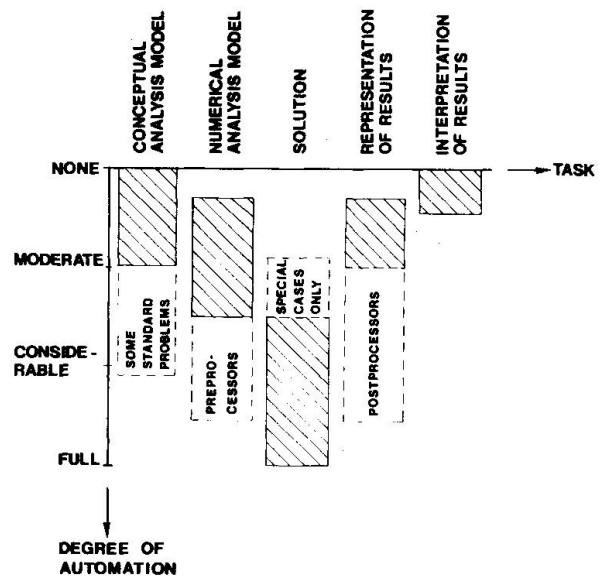 CONCEPTUAL
ANALYSIS MODEL
NUMERICAL
ANALYSIS MODEL
SOLUTION
REPRESENTATION
OF RESULTS
INTERPRETATION
OF RESULTS
NONE
TASK
MODERATE
SPECIAL
CASES
ONLY
SOME
STANDARD
PROBLEMS
CONSIDE-
RABLE
PREPRO-
CESSORS
POSTPROCESSORS
FULL
DEGREE OF
AUTOMATION